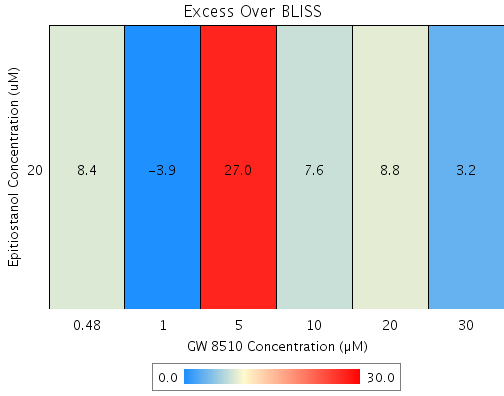 Excess Over BLISS
Epitiostanol Concentration (uM)
20
8.4 −3.9 27.0 7.6 8.8 3.2
0.48 1 5 10 20 30
GW 8510 Concentration (μM)
0.0 30.0